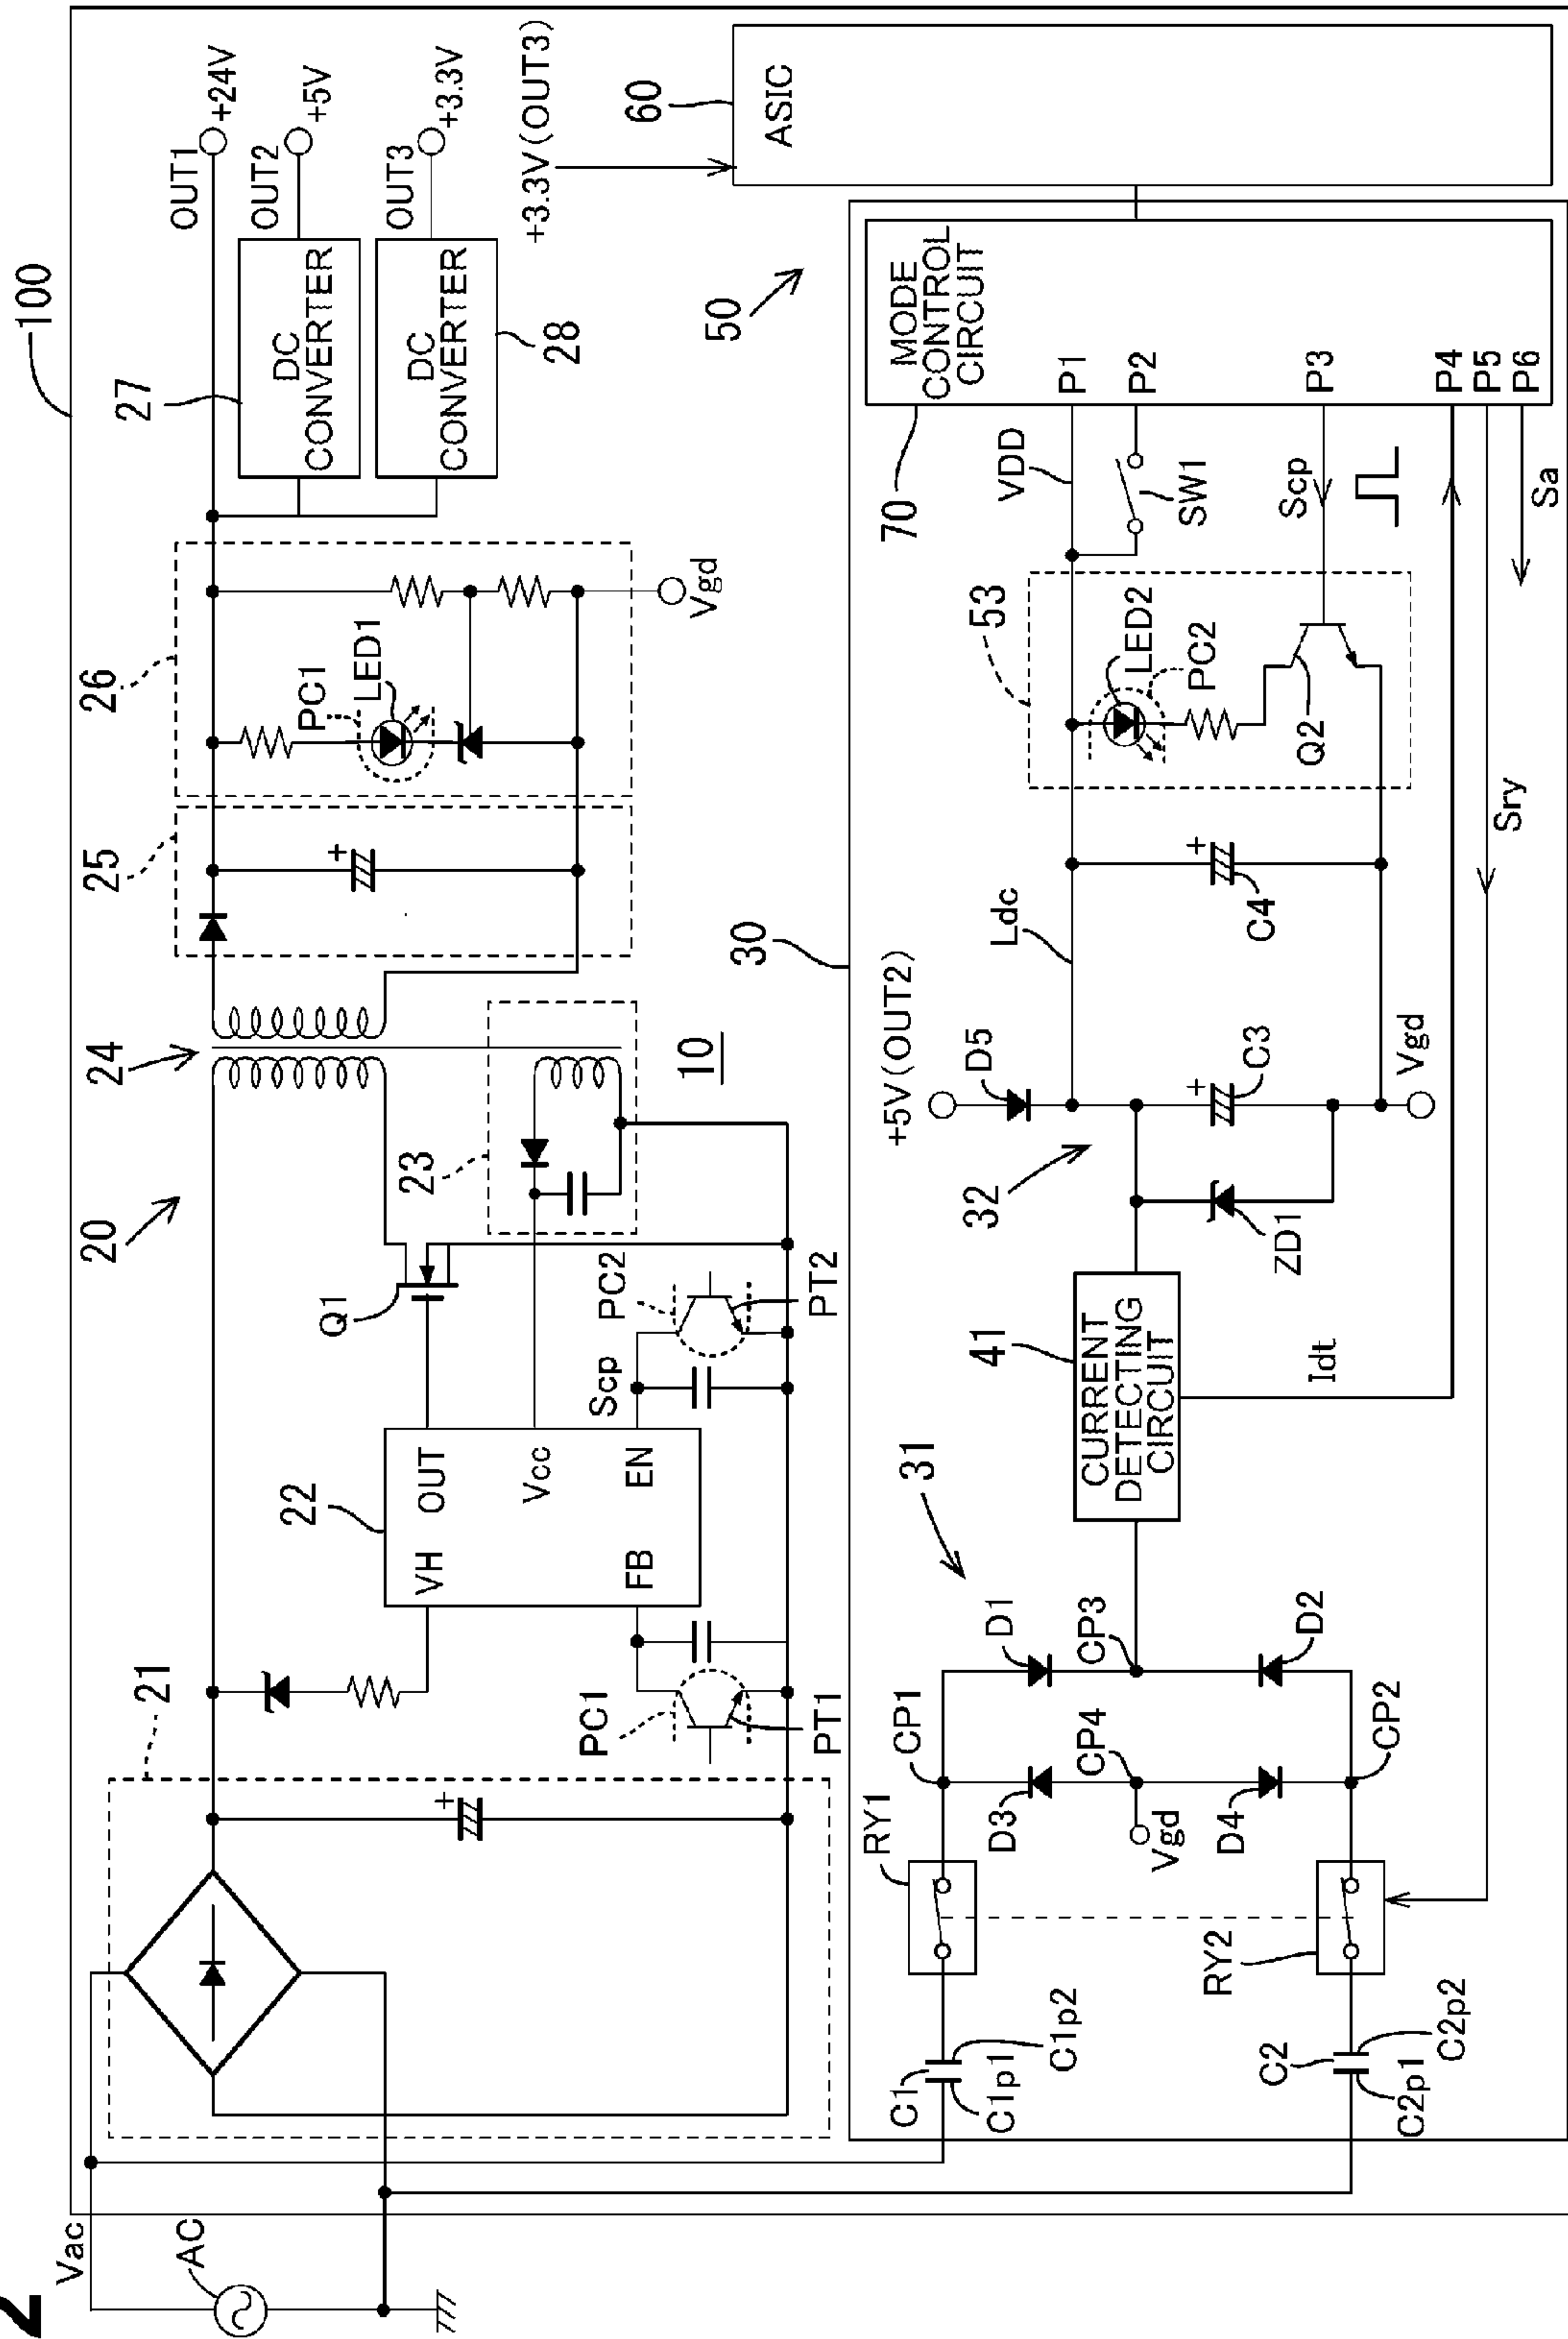 2
100
Vac
AC
20
21
22
VH
OUT
Vcc
FB
EN
Scp
PC1
PT1
PC2
PT2
Q1
23
24
10
25
26
PC1
LED1
Vgd
27
DC
CONVERTER
28
DC
CONVERTER
OUT1
+24V
OUT2
+5V
OUT3
+3.3V
+3.3V(OUT3)
60
ASIC
50
30
C1
C1p1
C1p2
C2
C2p1
C2p2
RY1
RY2
CP1
CP2
CP3
CP4
Vgd
D1
D2
D3
D4
31
41
CURRENT
DETECTING
CIRCUIT
Idt
32
+5V(OUT2)
D5
ZD1
C3
Vgd
Ldc
C4
53
LED2
PC2
Q2
VDD
SW1
Scp
Sry
Sa
70
MODE
CONTROL
CIRCUIT
P1
P2
P3
P4
P5
P6